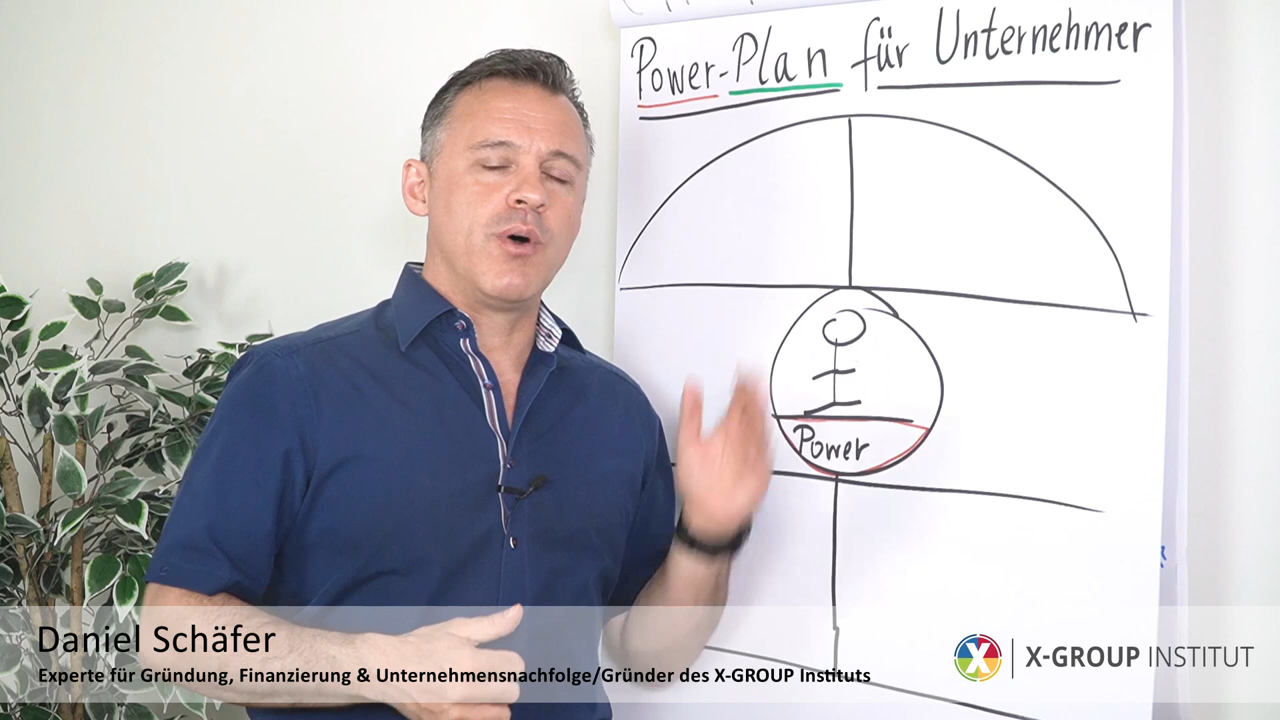 Power-Plan für Unternehmer
Power
Daniel Schäfer
Experte für Gründung, Finanzierung & Unternehmensnachfolge/Gründer des X-GROUP Instituts
X-GROUP INSTITUT